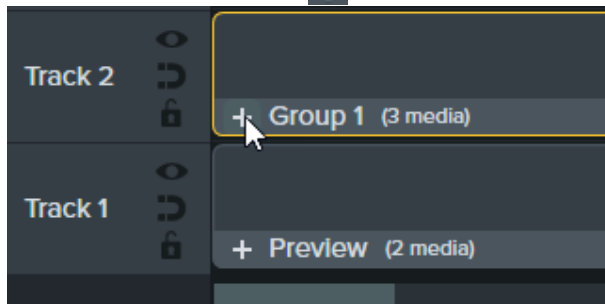 Track 2
+ Group 1 (3 media)
Track 1
+ Preview (2 media)